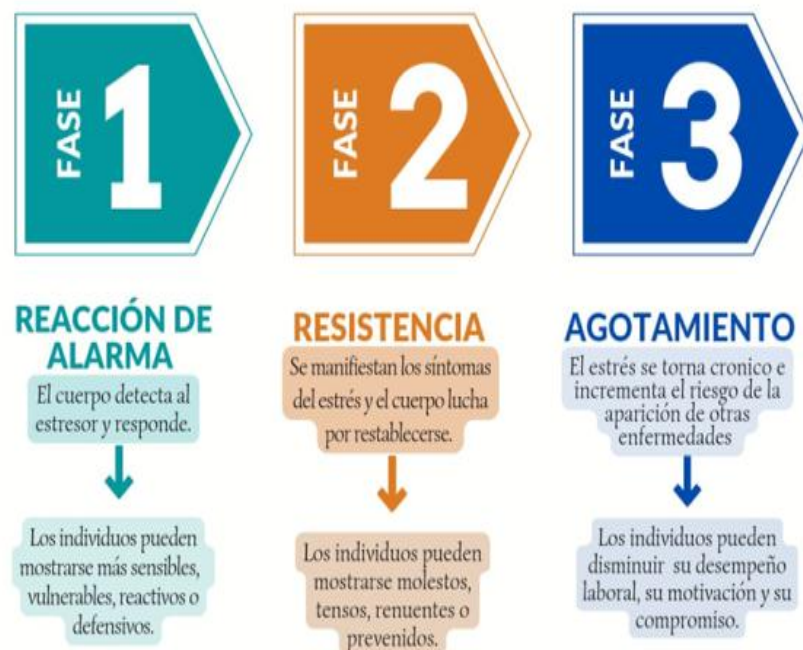 FASE 1
REACCIÓN DE
ALARMA
El cuerpo detecta al
estresor y responde.
Los individuos pueden
mostrarse más sensibles,
vulnerables, reactivos o
defensivos.
FASE 2
RESISTENCIA
Se manifiestan los síntomas
del estrés y el cuerpo lucha
por restablecerse.
Los individuos pueden
mostrarse molestos,
tensos, renuentes o
prevenidos.
FASE 3
AGOTAMIENTO
El estrés se torna cronico e
incrementa el riesgo de la
aparición de otras
enfermedades
Los individuos pueden
disminuir su desempeño
laboral, su motivación y su
compromiso.